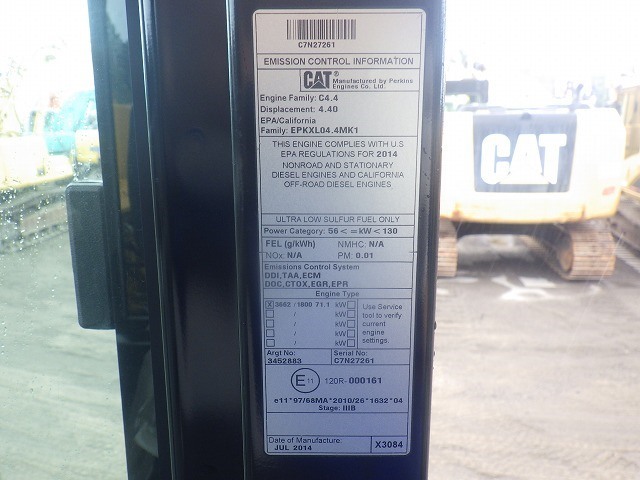 C7N27261
EMISSION CONTROL INFORMATION
CAT® Manufactured by Perkins
Engines Co. Ltd.
Engine Family: C4.4
Displacement: 4.40
EPA/California
Family: EPKXL04.4MK1
THIS ENGINE COMPLIES WITH U.S
EPA REGULATIONS FOR 2014
NONROAD AND STATIONARY
DIESEL ENGINES AND CALIFORNIA
OFF-ROAD DIESEL ENGINES
ULTRA LOW SULFUR FUEL ONLY
Power Category: 56 < = kW < 130
FEL (g/kWh) NMHC: N/A
NOx: N/A PM: 0.01
Emissions Control System
DDI,TAA,ECM
DOC,CTOX,EGR,EPR
Engine Type
X 3652 /1800 71.1 kW
/ kW
/ kW
/ kW
Use Service
tool to verify
current
engine
settings.
Argt No: Serial No:
3452883 C7N27261
E11 120R-000161
e11*97/68MA*2010/26*1632*04
Stage: IIIB
Date of Manufacture:
JUL 2014 X3084
CAT